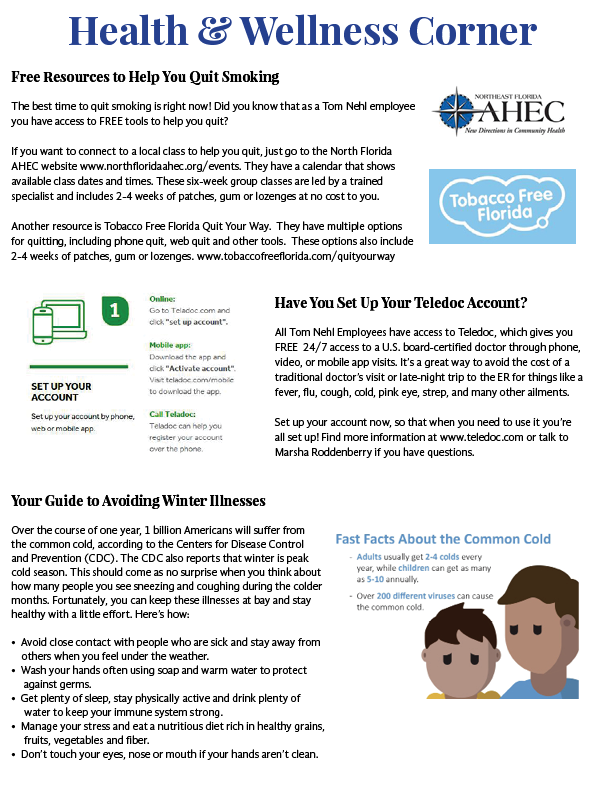 Health & Wellness Corner
Free Resources to Help You Quit Smoking
The best time to quit smoking is right now! Did you know that as a Tom Nehl employee
you have access to FREE tools to help you quit?
If you want to connect to a local class to help you quit, just go to the North Florida
AHEC website www.northfloridaahec.org/events. They have a calendar that shows
available class dates and times. These six-week group classes are led by a trained
specialist and includes 2-4 weeks of patches, gum or lozenges at no cost to you.
Another resource is Tobacco Free Florida Quit Your Way. They have multiple options
for quitting, including phone quit, web quit and other tools. These options also include
2-4 weeks of patches, gum or lozenges. www.tobaccofreeflorida.com/quityourway
NORTHEAST FLORIDA
AHEC
New Directions in Community Health
Tobacco Free
Florida
1
SET UP YOUR
ACCOUNT
Set up your account by phone,
web or mobile app.
Online:
Go to Teladoc.com and
click "set up account".
Mobile app:
Download the app and
click "Activate account".
Visit teladoc.com/mobile
to download the app.
Call Teladoc:
Teladoc can help you
register your account
over the phone.
Have You Set Up Your Teledoc Account?
All Tom Nehl Employees have access to Teledoc, which gives you
FREE 24/7 access to a U.S. board-certified doctor through phone,
video, or mobile app visits. It's a great way to avoid the cost of a
traditional doctor's visit or late-night trip to the ER for things like a
fever, flu, cough, cold, pink eye, strep, and many other ailments.
Set up your account now, so that when you need to use it you're
all set up! Find more information at www.teledoc.com or talk to
Marsha Roddenberry if you have questions.
Your Guide to Avoiding Winter Illnesses
Over the course of one year, 1 billion Americans will suffer from
the common cold, according to the Centers for Disease Control
and Prevention (CDC). The CDC also reports that winter is peak
cold season. This should come as no surprise when you think about
how many people you see sneezing and coughing during the colder
months. Fortunately, you can keep these illnesses at bay and stay
healthy with a little effort. Here's how:
• Avoid close contact with people who are sick and stay away from
others when you feel under the weather.
• Wash your hands often using soap and warm water to protect
against germs.
• Get plenty of sleep, stay physically active and drink plenty of
water to keep your immune system strong.
• Manage your stress and eat a nutritious diet rich in healthy grains,
fruits, vegetables and fiber.
• Don't touch your eyes, nose or mouth if your hands aren't clean.
Fast Facts About the Common Cold
- Adults usually get 2-4 colds every
year, while children can get as many
as 5-10 annually.
- Over 200 different viruses can cause
the common cold.